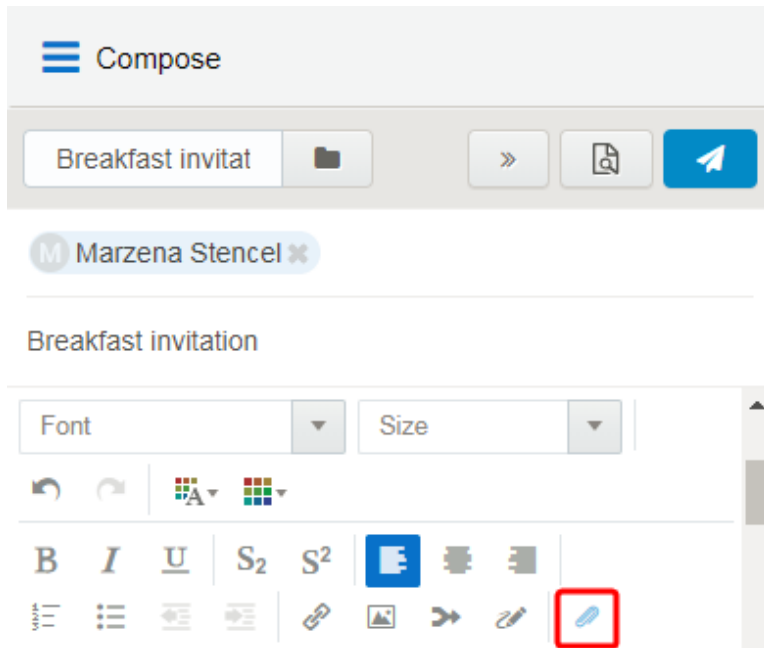 Compose
Breakfast invitat
M Marzena Stencel
Breakfast invitation
Font Size
A
B I U S2 S2